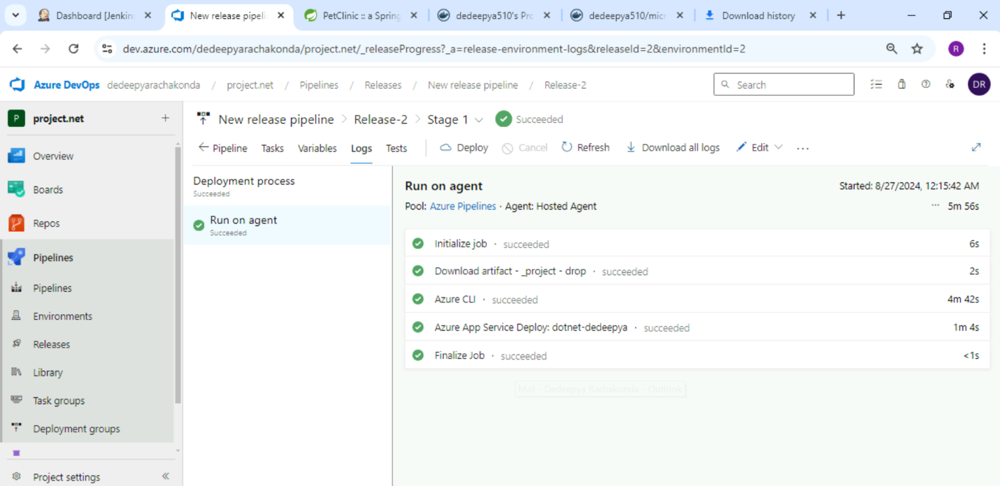 Dashboard [Jenkin
New release pipeli
PetClinic :: a Spring
dedeepya510's Pro
dedeepya510/micr
Download history
dev.azure.com/dedeepyarachakonda/project.net/_releaseProgress?_a=release-environment-logs&releaseId=2&environmentId=2
R
Azure DevOps dedeepyarachakonda / project.net / Pipelines / Releases / New release pipeline / Release-2
Search
DR
P project.net
New release pipeline > Release-2 > Stage 1 Succeeded
Pipeline Tasks Variables Logs Tests Deploy Cancel Refresh Download all logs Edit ...
Overview
Boards
Repos
Pipelines
Pipelines
Environments
Releases
Library
Task groups
Deployment groups
Project settings
Deployment process
Succeeded
Run on agent
Succeeded
Run on agent
Started: 8/27/2024, 12:15:42 AM
Pool: Azure Pipelines · Agent: Hosted Agent
... 5m 56s
Initialize job · succeeded 6s
Download artifact - _project - drop · succeeded 2s
Azure CLI · succeeded 4m 42s
Azure App Service Deploy: dotnet-dedeepya · succeeded 1m 4s
Finalize Job · succeeded <1s
Mail - Dedeepya Rachakonda - Outlook